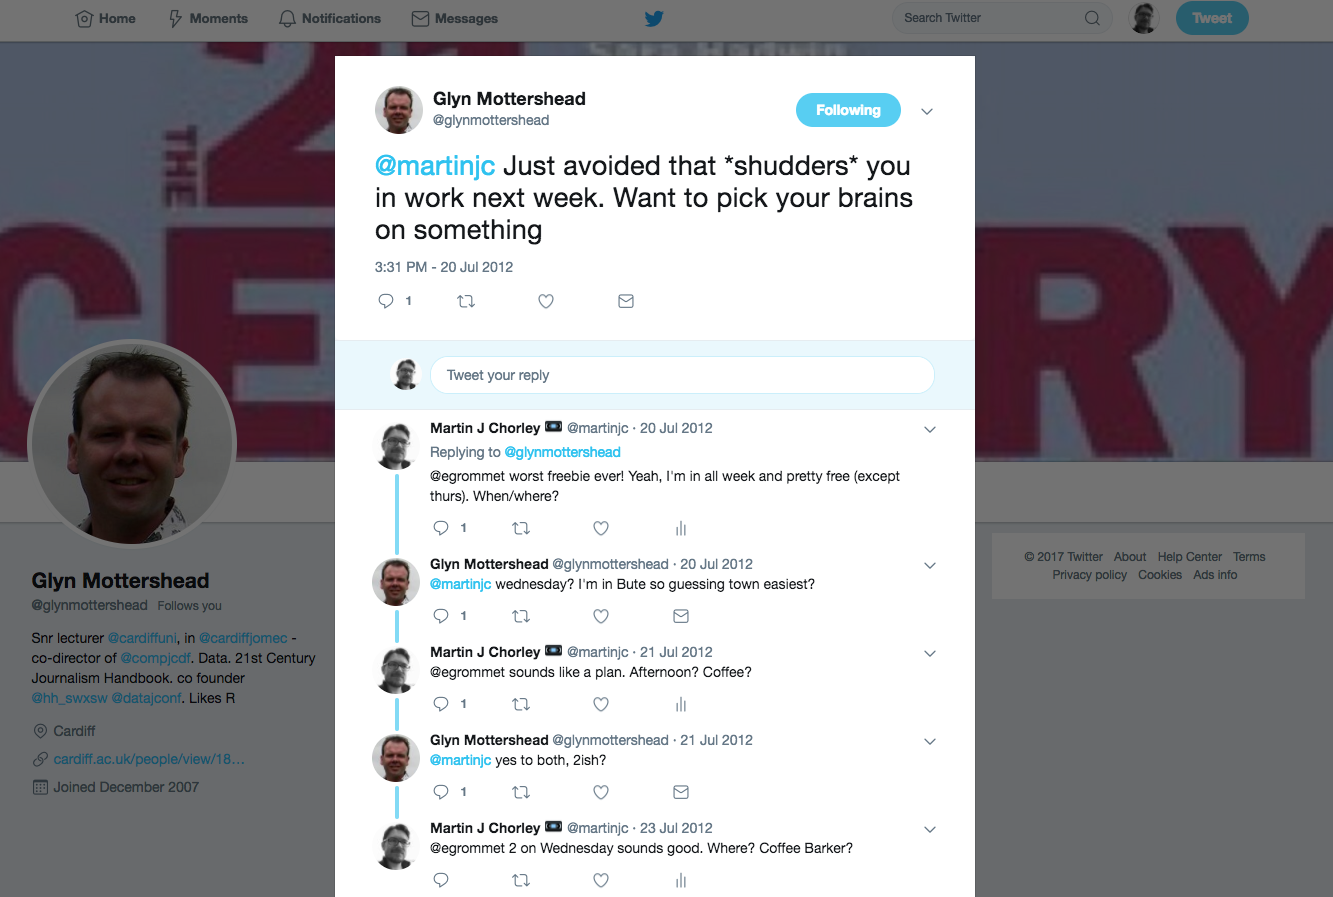 Home
Moments
Notifications
Messages
Search Twitter
Tweet
THE
21
CE
RY
Glyn Mottershead
@glynmottershead
Following
@martinjc Just avoided that *shudders* you
in work next week. Want to pick your brains
on something
3:31 PM - 20 Jul 2012
1
Tweet your reply
Martin J Chorley @martinjc · 20 Jul 2012
Replying to @glynmottershead
@egrommet worst freebie ever! Yeah, I'm in all week and pretty free (except
thurs). When/where?
1
Glyn Mottershead @glynmottershead · 20 Jul 2012
@martinjc wednesday? I'm in Bute so guessing town easiest?
1
Martin J Chorley @martinjc · 21 Jul 2012
@egrommet sounds like a plan. Afternoon? Coffee?
1
Glyn Mottershead @glynmottershead · 21 Jul 2012
@martinjc yes to both, 2ish?
1
Martin J Chorley @martinjc · 23 Jul 2012
@egrommet 2 on Wednesday sounds good. Where? Coffee Barker?
Glyn Mottershead
@glynmottershead Follows you
Snr lecturer @cardiffuni, in @cardiffjomec -
co-director of @compjcdf. Data. 21st Century
Journalism Handbook. co founder
@hh_swxsw @datajconf. Likes R
Cardiff
cardiff.ac.uk/people/view/18…
Joined December 2007
© 2017 Twitter About Help Center Terms
Privacy policy Cookies Ads info